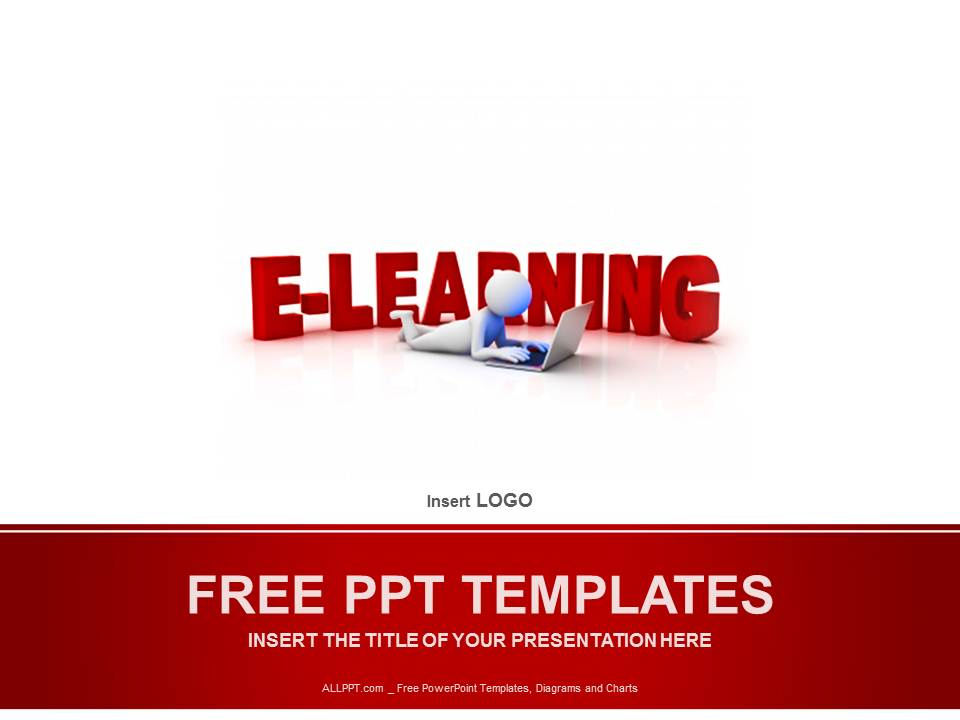 E-LEARNING
Insert LOGO
FREE PPT TEMPLATES
INSERT THE TITLE OF YOUR PRESENTATION HERE
ALLPPT.com _ Free PowerPoint Templates, Diagrams and Charts